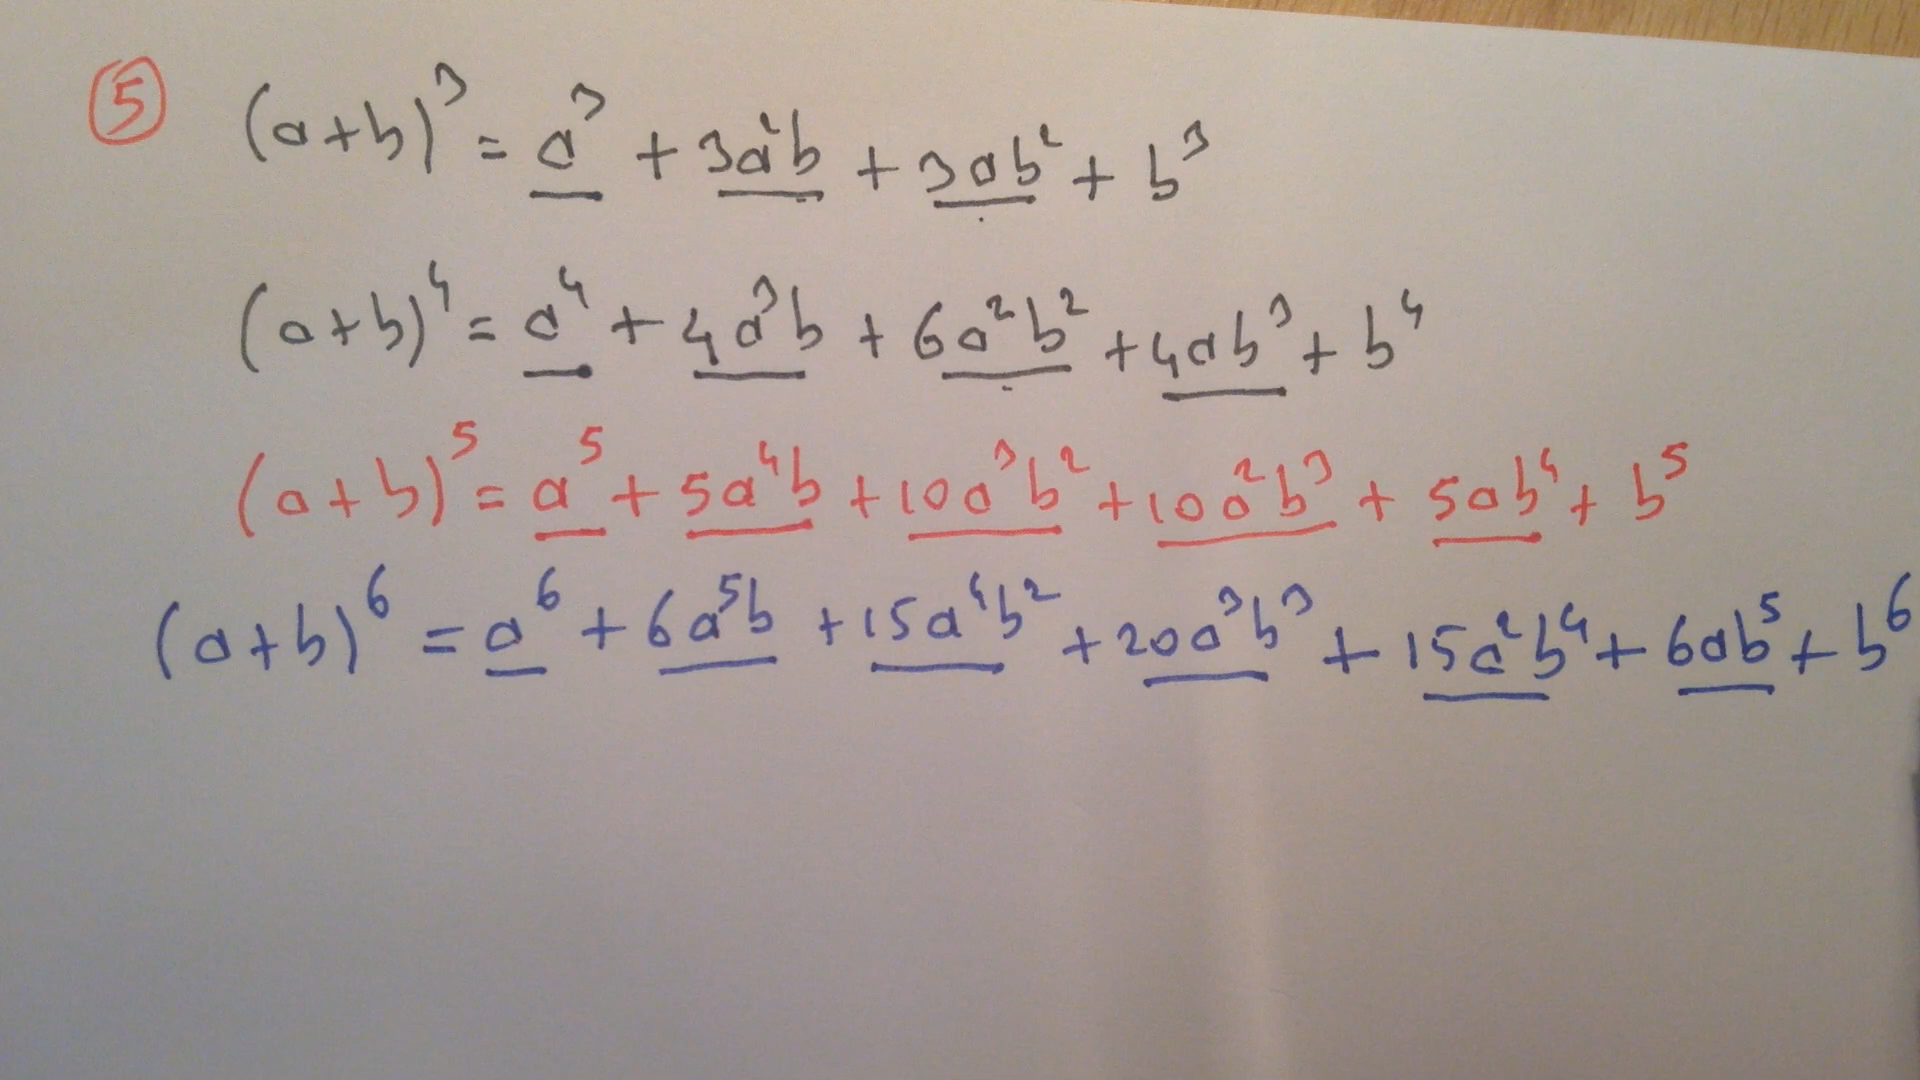 ⑤ (a+b)³ = a³ + 3a²b + 3ab² + b³
(a+b)⁴ = a⁴ + 4a³b + 6a²b² + 4ab³ + b⁴
(a+b)⁵ = a⁵ + 5a⁴b + 10a³b² + 10a²b³ + 5ab⁴ + b⁵
(a+b)⁶ = a⁶ + 6a⁵b + 15a⁴b² + 20a³b³ + 15a²b⁴ + 6ab⁵ + b⁶